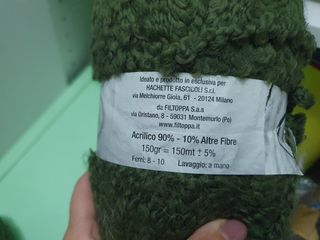 Ideato e prodotto in esclusiva per
HACHETTE FASCICOLI S.r.l.
via Melchiorre Gioia, 61 - 20124 Milano
da FILTOPPA S.a.s
via Oristano, 8 - 59031 Montemurlo (Po)
www.filtoppa.it
Acrilico 90% - 10% Altre Fibre
150gr = 150mt ± 5%
Ferri: 8 - 10 Lavaggio: a mano